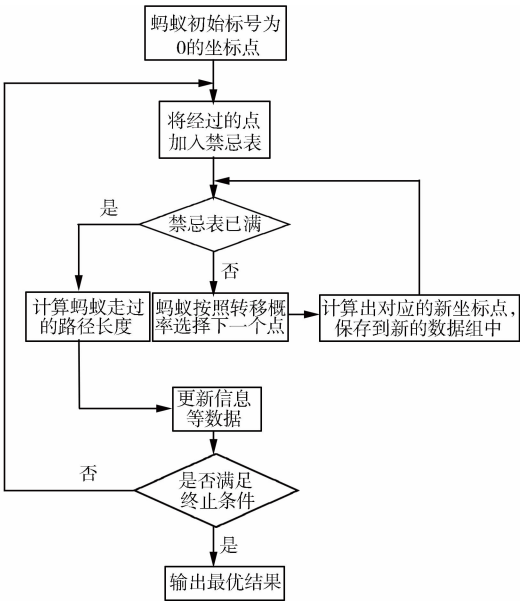 蚂蚁初始标号为
0的坐标点
将经过的点
加入禁忌表
是
禁忌表已满
否
计算蚂蚁走过
的路径长度
蚂蚁按照转移概
率选择下一个点
计算出对应的新坐标点,
保存到新的数据组中
更新信息
等数据
否
是否满足
终止条件
是
输出最优结果